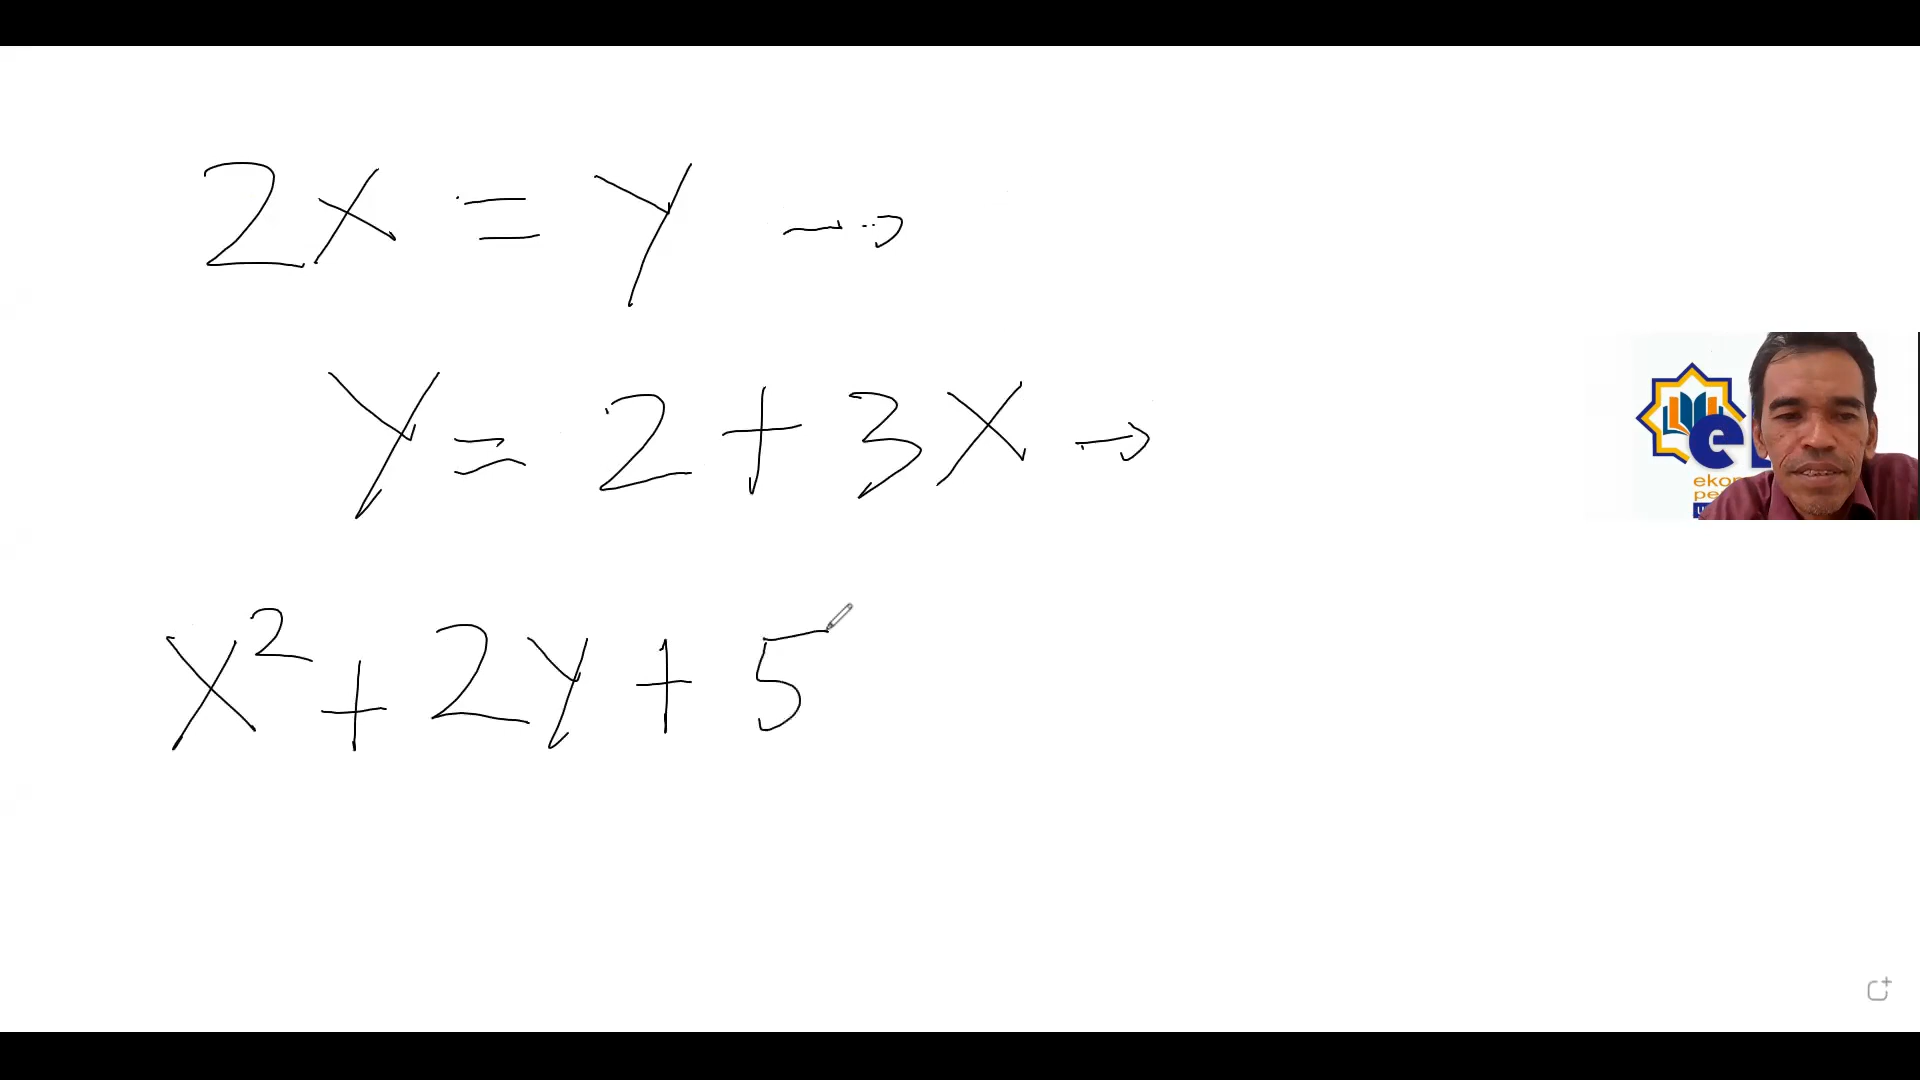 2X = Y →
Y = 2 + 3X →
X² + 2Y + 5
e